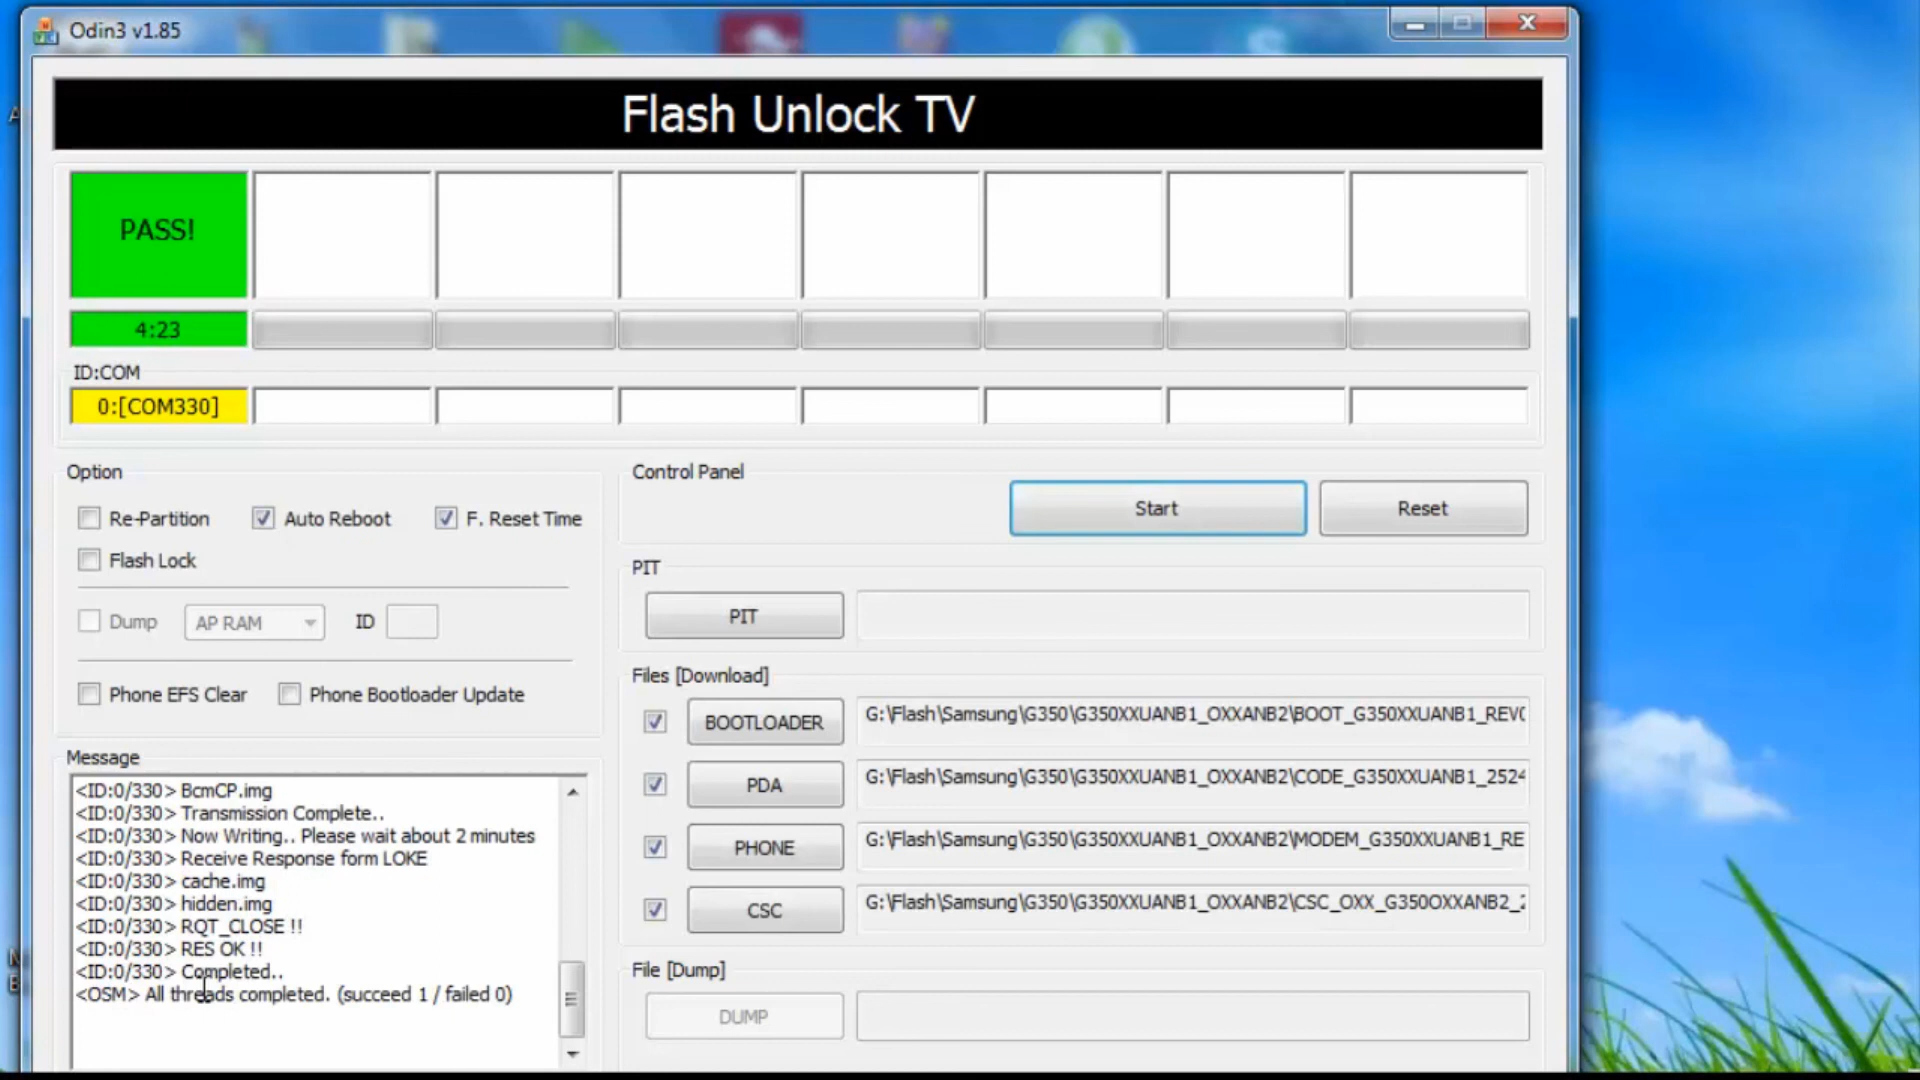 Odin3 v1.85
Flash Unlock TV
PASS!
4:23
ID:COM
0:[COM330]
Option
Re-Partition
Auto Reboot
F. Reset Time
Flash Lock
Dump
AP RAM
ID
Phone EFS Clear
Phone Bootloader Update
Message
<ID:0/330> BcmCP.img
<ID:0/330> Transmission Complete..
<ID:0/330> Now Writing.. Please wait about 2 minutes
<ID:0/330> Receive Response form LOKE
<ID:0/330> cache.img
<ID:0/330> hidden.img
<ID:0/330> RQT_CLOSE !!
<ID:0/330> RES OK !!
<ID:0/330> Completed..
<OSM> All threads completed. (succeed 1 / failed 0)
Control Panel
Start
Reset
PIT
PIT
Files [Download]
BOOTLOADER
G:\Flash\Samsung\G350\G350XXUANB1_OXXANB2\BOOT_G350XXUANB1_REV0
PDA
G:\Flash\Samsung\G350\G350XXUANB1_OXXANB2\CODE_G350XXUANB1_2524
PHONE
G:\Flash\Samsung\G350\G350XXUANB1_OXXANB2\MODEM_G350XXUANB1_RE
CSC
G:\Flash\Samsung\G350\G350XXUANB1_OXXANB2\CSC_OXX_G350OXXANB2_2
File [Dump]
DUMP